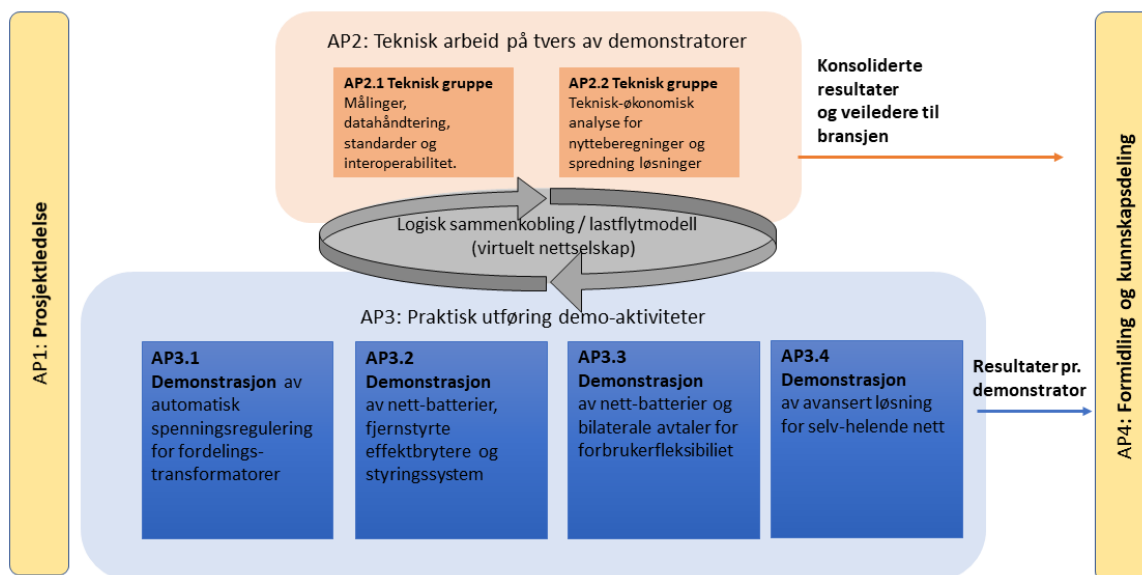 AP1: Prosjektledelse
AP2: Teknisk arbeid på tvers av demonstratorer
AP2.1 Teknisk gruppe
Målinger,
datahåndtering,
standarder og
interoperabilitet.
AP2.2 Teknisk gruppe
Teknisk-økonomisk
analyse for
nytteberegninger og
spredning løsninger
Konsoliderte
resultater
og veiledere til
bransjen
Logisk sammenkobling / lastflytmodell
(virtuelt nettselskap)
AP3: Praktisk utføring demo-aktiviteter
AP3.1
Demonstrasjon av
automatisk
spenningsregulering
for fordelings-
transformatorer
AP3.2
Demonstrasjon
av nett-batterier,
fjernstyrte
effektbrytere og
styringssystem
AP3.3
Demonstrasjon
av nett-batterier og
bilaterale avtaler for
forbrukerfleksibiliet
AP3.4
Demonstrasjon
av avansert løsning
for selv-helende nett
Resultater pr.
demonstrator
AP4: Formidling og kunnskapsdeling